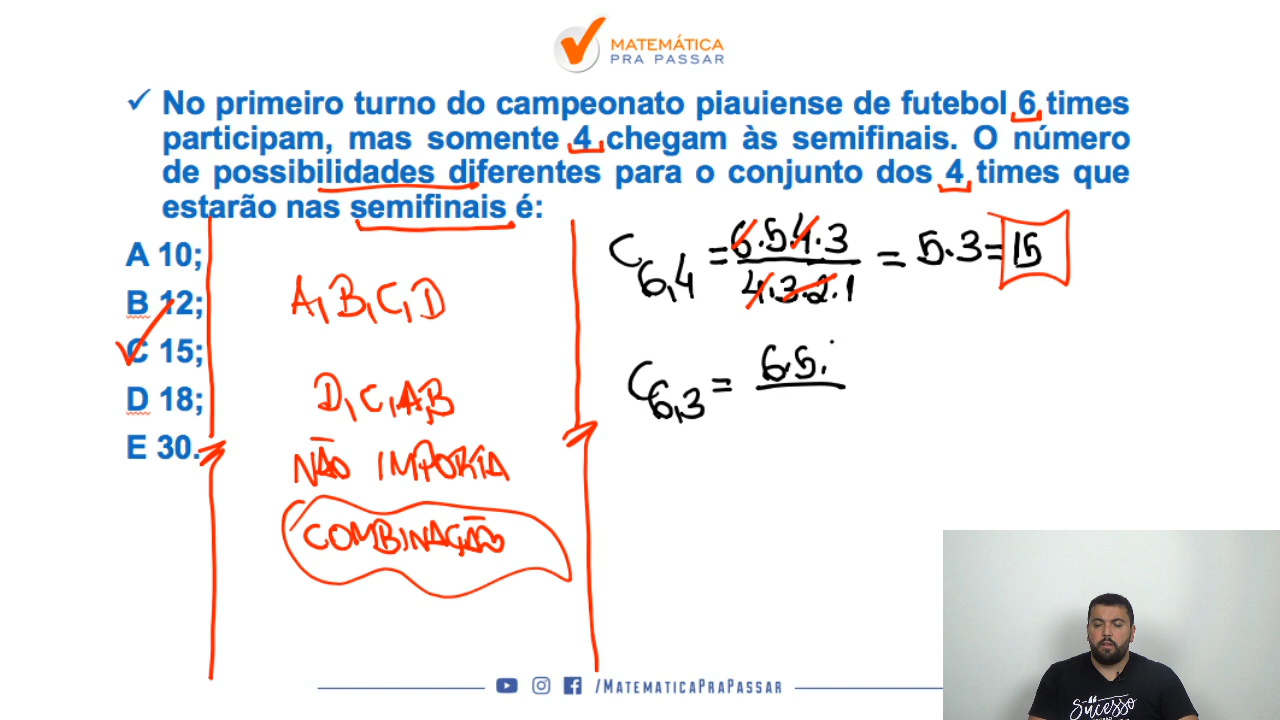 MATEMÁTICA
PRA PASSAR
✓ No primeiro turno do campeonato piauiense de futebol 6 times
participam, mas somente 4 chegam às semifinais. O número
de possibilidades diferentes para o conjunto dos 4 times que
estarão nas semifinais é:
A 10;
B 12;
C 15;
D 18;
E 30.
A, B, C, D
D, C, A, B
NÃO IMPORTA
COMBINAÇÃO
C6,4 = 6.5.4.3 / 4.3.2.1 = 5.3 = 15
C6,3 = 6.5.
/MatematicaPraPassar
Sucesso